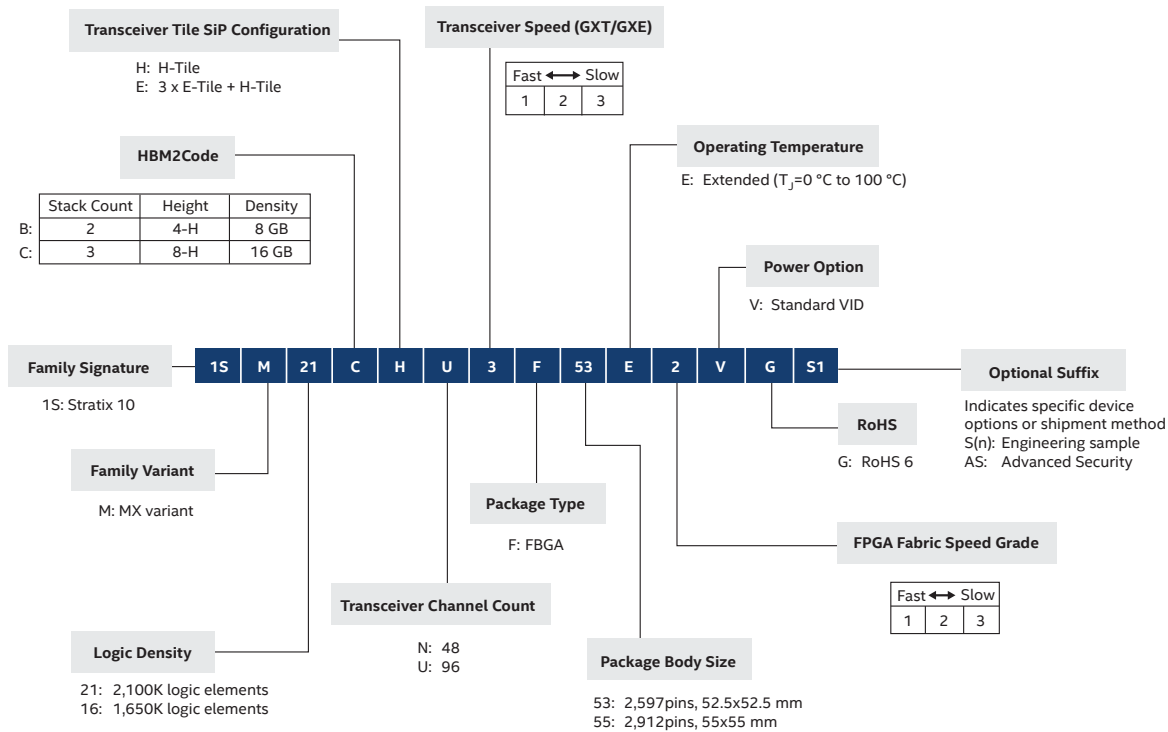 Transceiver Tile SiP Configuration
H: H-Tile
E: 3 x E-Tile + H-Tile
Transceiver Speed (GXT/GXE)
Fast ↔ Slow
1 2 3
HBM2Code
Stack Count Height Density
B: 2 4-H 8 GB
C: 3 8-H 16 GB
Operating Temperature
E: Extended (TJ=0 °C to 100 °C)
Power Option
V: Standard VID
Family Signature
1S: Stratix 10
1S M 21 C H U 3 F 53 E 2 V G S1
Optional Suffix
Indicates specific device
options or shipment method
S(n): Engineering sample
AS: Advanced Security
RoHS
G: RoHS 6
Family Variant
M: MX variant
Package Type
F: FBGA
FPGA Fabric Speed Grade
Fast ↔ Slow
1 2 3
Transceiver Channel Count
N: 48
U: 96
Logic Density
21: 2,100K logic elements
16: 1,650K logic elements
Package Body Size
53: 2,597pins, 52.5x52.5 mm
55: 2,912pins, 55x55 mm